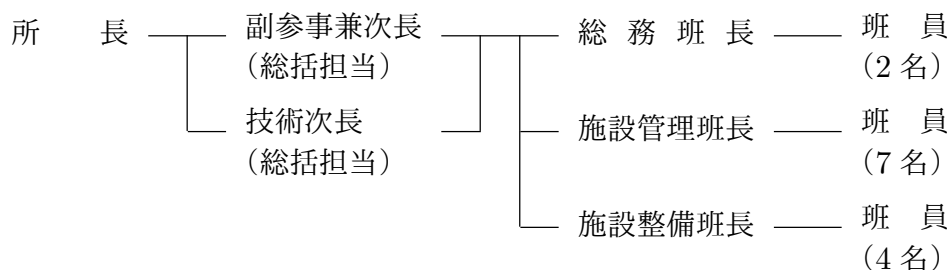 所　　長　副参事兼次長　総 務 班 長　班　員
（総括担当）　（2 名）
技術次長　施設管理班長　班　員
（総括担当）　（7 名）
施設整備班長　班　員
（4 名）